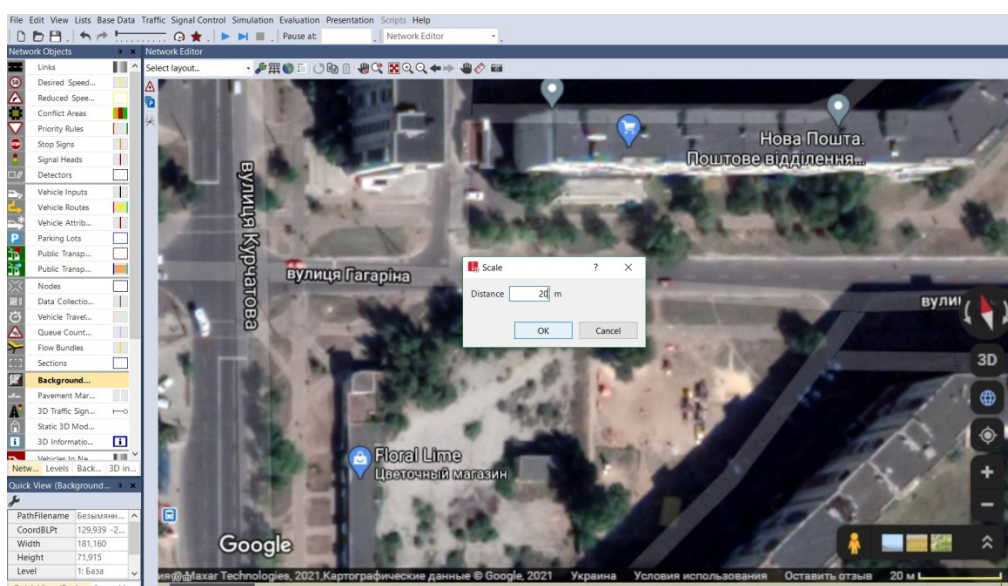 File Edit View Lists Base Data Traffic Signal Control Simulation Evaluation Presentation Scripts Help
Pause at: Network Editor
Network Objects
Links
Desired Speed...
Reduced Spee...
Conflict Areas
Priority Rules
Stop Signs
Signal Heads
Detectors
Vehicle Inputs
Vehicle Routes
Vehicle Attrib...
Parking Lots
Public Transp...
Public Transp...
Nodes
Data Collectio...
Vehicle Travel...
Queue Count...
Flow Bundles
Sections
Background...
Pavement Mar...
3D Traffic Sign...
Static 3D Mod...
3D Informatio...
Vehicles In Ne
Netw... Levels Back... 3D in...
Quick View (Background...
PathFilename Безымянн...
CoordBLPt 129,939 -2...
Width 181,160
Height 71,915
Level 1: База
Network Editor
Select layout...
Нова Пошта.
Поштове відділення...
вулиця Курчатова
вулиця Гагаріна
Scale
Distance 20 m
OK Cancel
вули
3D
Floral Lime
Цветочный магазин
Google
Maxar Technologies, 2021,Картографические данные © Google, 2021 Украина Условия использования Оставить отзыв 20 м